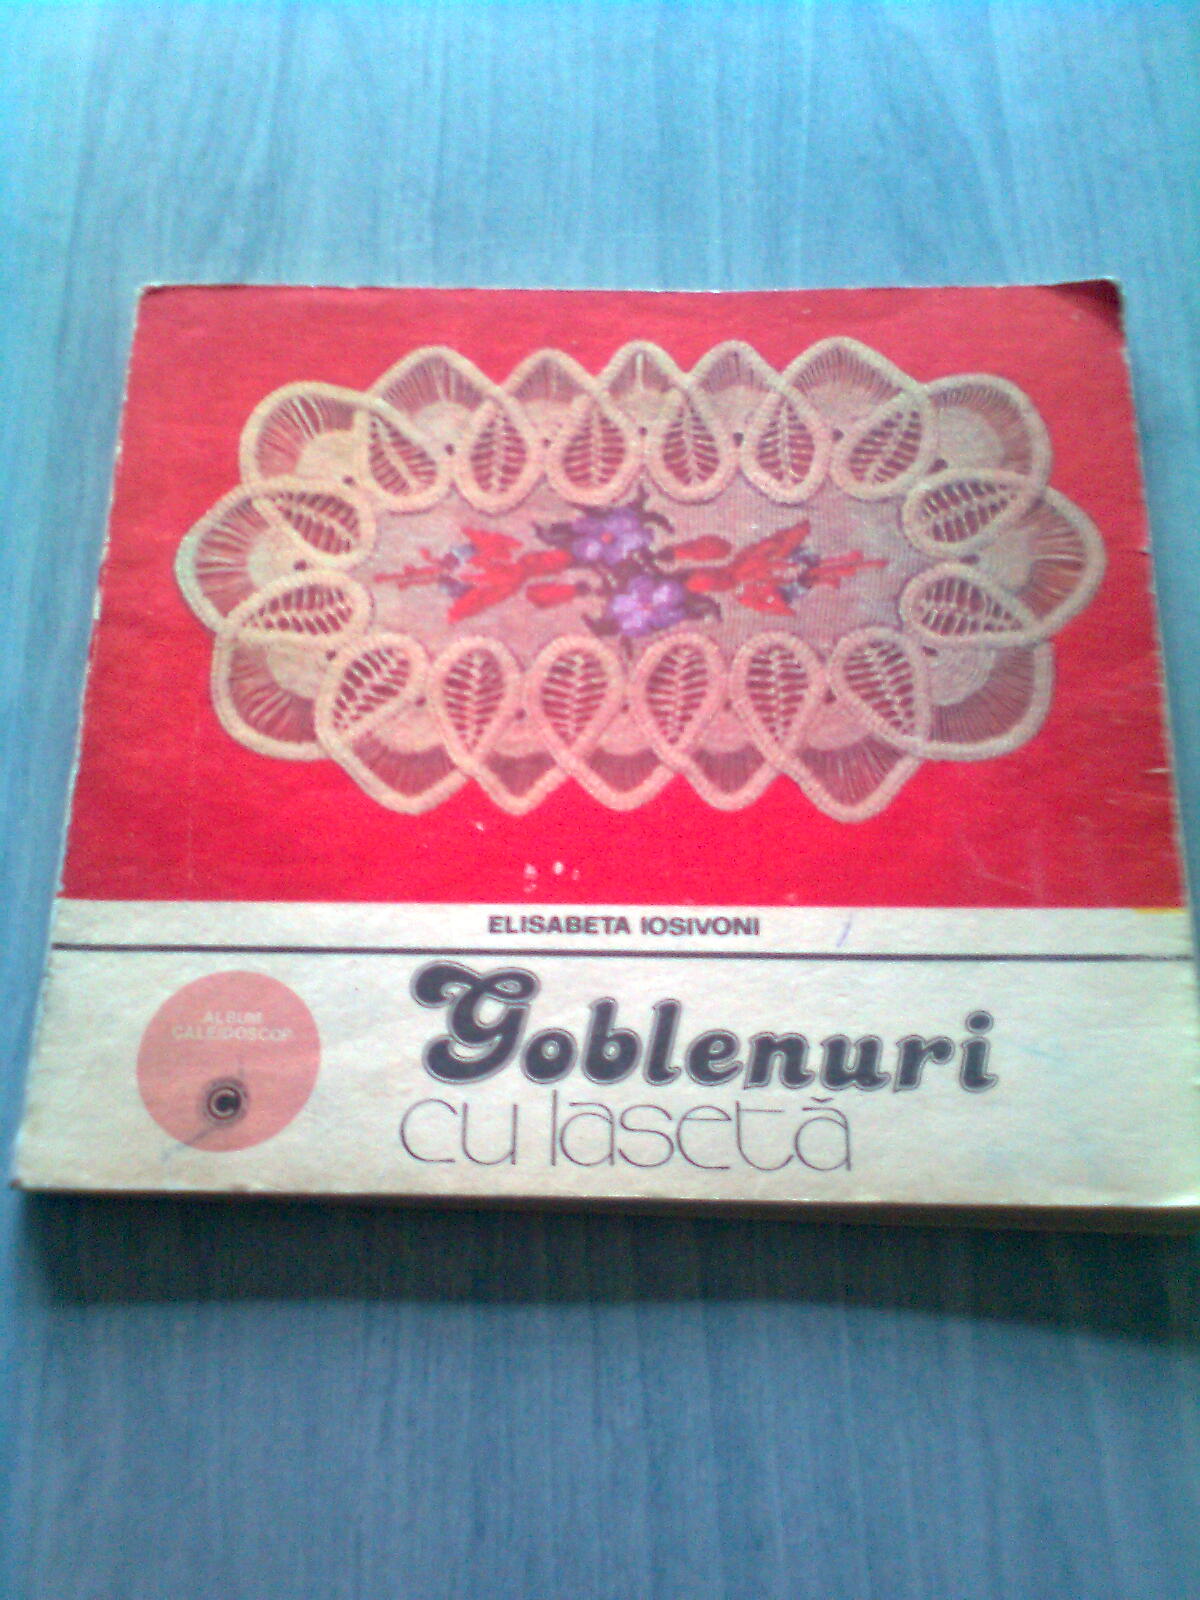 ELISABETA IOSIVONI
ALBUM
CALEIDOSCOP
C
Goblenuri
cu lasetă